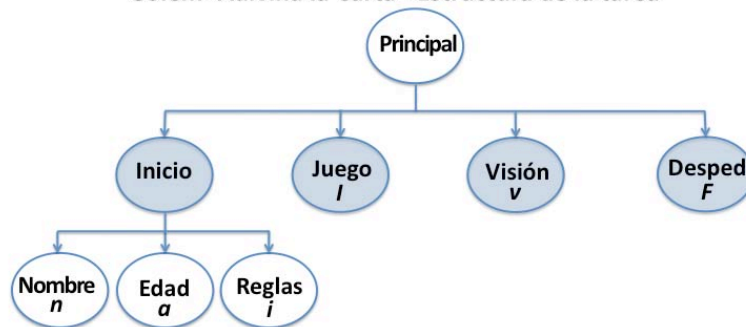 Principal
Inicio
Juego
I
Visión
v
Desped
F
Nombre
n
Edad
a
Reglas
i